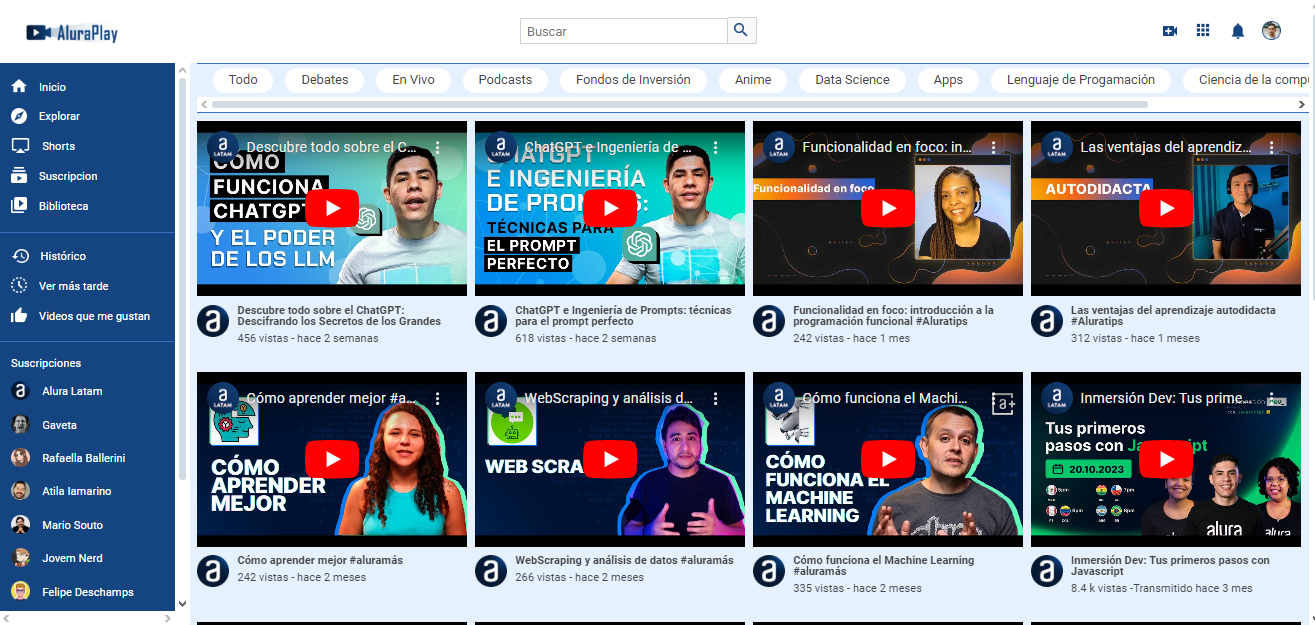 AluraPlay
Buscar
Inicio
Explorar
Shorts
Suscripcion
Biblioteca
Histórico
Ver más tarde
Videos que me gustan
Suscripciones
Alura Latam
Gaveta
Rafaella Ballerini
Atila Iamarino
Mario Souto
Jovem Nerd
Felipe Deschamps
Todo
Debates
En Vivo
Podcasts
Fondos de Inversión
Anime
Data Science
Apps
Lenguaje de Progamación
Ciencia de la compu
a LATAM
Descubre todo sobre el C...
CÓMO
FUNCIONA
CHATGPT
Y EL PODER
DE LOS LLM
Descubre todo sobre el ChatGPT:
Descifrando los Secretos de los Grandes
456 vistas - hace 2 semanas
a LATAM
ChatGPT e Ingeniería de ...
CHATGPT
E INGENIERÍA
DE PROMPTS:
TÉCNICAS PARA
EL PROMPT
PERFECTO
ChatGPT e Ingeniería de Prompts: técnicas
para el prompt perfecto
618 vistas - hace 2 semanas
a LATAM
Funcionalidad en foco: in...
Funcionalidad en foco
Funcionalidad en foco: introducción a la
programación funcional #Aluratips
242 vistas - hace 1 mes
a LATAM
Las ventajas del aprendiz...
AUTODIDACTA
Las ventajas del aprendizaje autodidacta
#Aluratips
312 vistas - hace 1 meses
a LATAM
Cómo aprender mejor #a...
CÓMO
APRENDER
MEJOR
Cómo aprender mejor #aluramás
242 vistas - hace 2 meses
a LATAM
WebScraping y análisis d...
WEB SCRA
WebScraping y análisis de datos #aluramás
266 vistas - hace 2 meses
a LATAM
Cómo funciona el Machi...
a+
CÓMO
FUNCIONA EL
MACHINE
LEARNING
Cómo funciona el Machine Learning
#aluramás
335 vistas - hace 2 meses
a LATAM
Inmersión Dev: Tus prime...
Tus primeros
pasos con Javascript
20.10.2023
alura
alura
Inmersión Dev: Tus primeros pasos con
Javascript
8.4 k vistas -Transmitido hace 3 mes